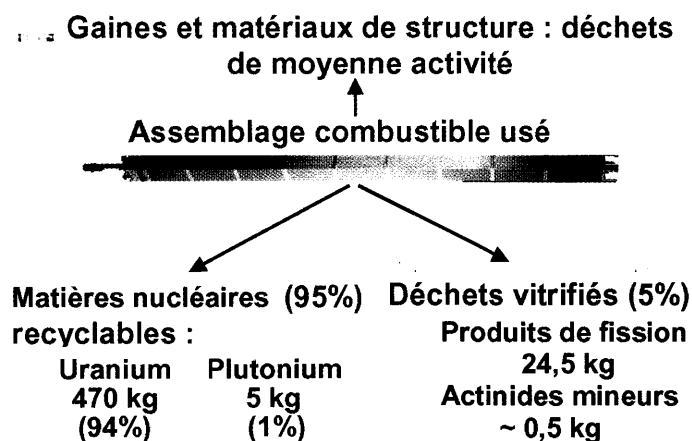 Gaines et matériaux de structure : déchets
de moyenne activité
Assemblage combustible usé
Matières nucléaires (95%)
recyclables :
Uranium
470 kg
(94%)
Plutonium
5 kg
(1%)
Déchets vitrifiés (5%)
Produits de fission
24,5 kg
Actinides mineurs
~ 0,5 kg